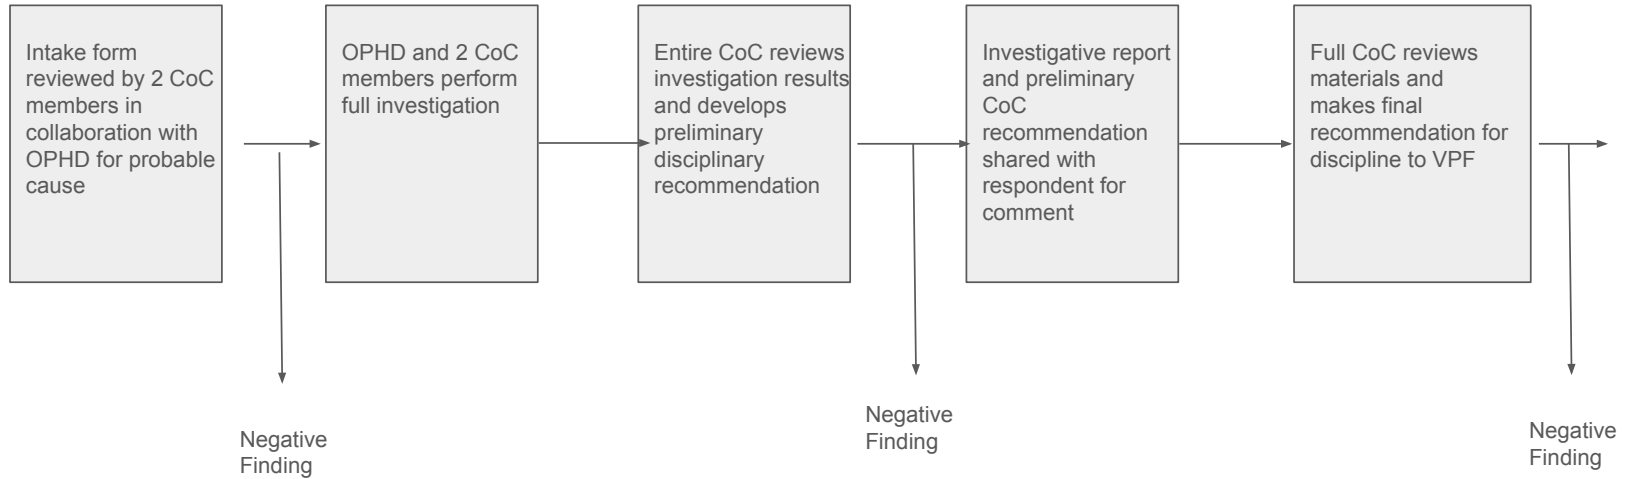 Intake form
reviewed by 2 CoC
members in
collaboration with
OPHD for probable
cause
OPHD and 2 CoC
members perform
full investigation
Entire CoC reviews
investigation results
and develops
preliminary
disciplinary
recommendation
Investigative report
and preliminary
CoC
recommendation
shared with
respondent for
comment
Full CoC reviews
materials and
makes final
recommendation for
discipline to VPF
Negative
Finding
Negative
Finding
Negative
Finding